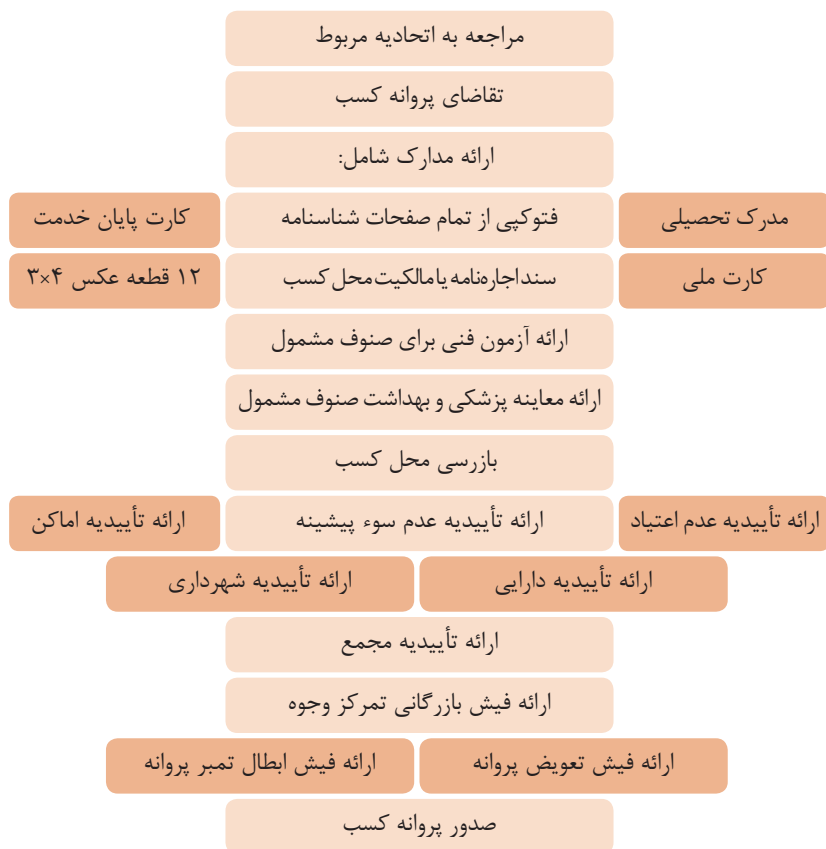 مراجعه به اتحادیه مربوط
تقاضای پروانه کسب
ارائه مدارک شامل:
مدرک تحصیلی
فتوکپی از تمام صفحات شناسنامه
کارت پایان خدمت
کارت ملی
سند اجاره‌نامه یا مالکیت محل کسب
۱۲ قطعه عکس ۴×۳
ارائه آزمون فنی برای صنوف مشمول
ارائه معاینه پزشکی و بهداشت صنوف مشمول
بازرسی محل کسب
ارائه تأییدیه عدم اعتیاد
ارائه تأییدیه عدم سوء پیشینه
ارائه تأییدیه اماکن
ارائه تأییدیه دارایی
ارائه تأییدیه شهرداری
ارائه تأییدیه مجمع
ارائه فیش بازرگانی تمرکز وجوه
ارائه فیش تعویض پروانه
ارائه فیش ابطال تمبر پروانه
صدور پروانه کسب